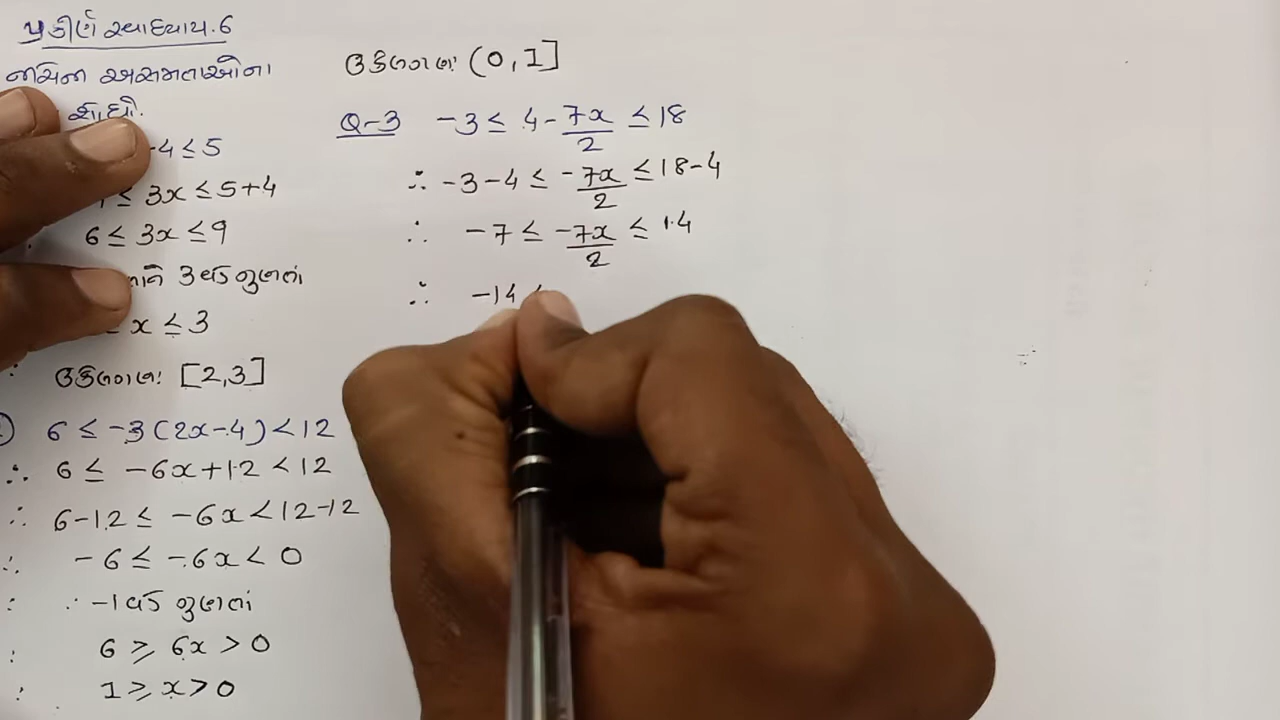 પ્રકીર્ણ સ્વાધ્યાય.6
નીચેના અસમતાઓના
શોધો.
-4 ≤ 5
≤ 3x ≤ 5+4
6 ≤ 3x ≤ 9
3 વડે ગુણતાં
x ≤ 3
ઉકેલગણ: [2,3]
6 ≤ -3(2x-4) < 12
∴ 6 ≤ -6x+12 < 12
∴ 6-12 ≤ -6x < 12-12
∴ -6 ≤ -6x < 0
∴ -1 વડે ગુણતાં
6 ⩾ 6x > 0
1 ⩾ x > 0
ઉકેલગણ: (0,1]
Q-3 -3 ≤ 4 - 7x/2 ≤ 18
∴ -3-4 ≤ -7x/2 ≤ 18-4
∴ -7 ≤ -7x/2 ≤ 14
∴ -14 ≤